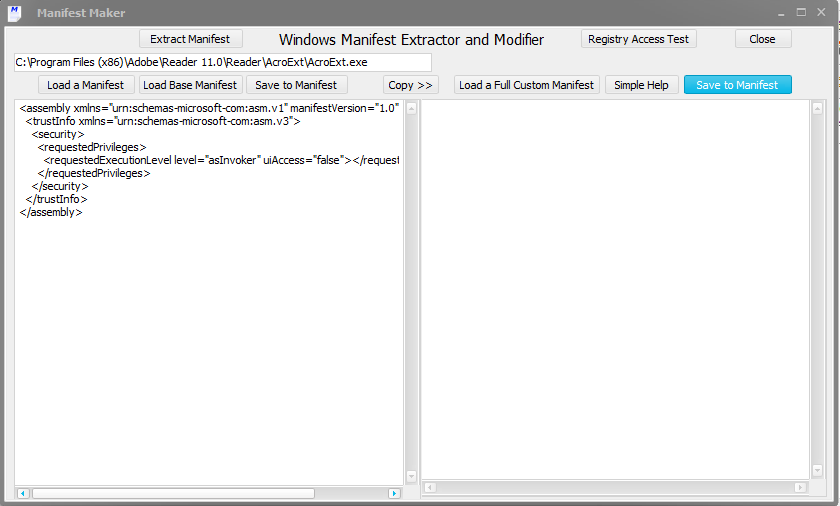 Manifest Maker
Extract Manifest
Windows Manifest Extractor and Modifier
Registry Access Test
Close
C:\Program Files (x86)\Adobe\Reader 11.0\Reader\AcroExt\AcroExt.exe
Load a Manifest
Load Base Manifest
Save to Manifest
Copy >>
Load a Full Custom Manifest
Simple Help
Save to Manifest
<assembly xmlns="urn:schemas-microsoft-com:asm.v1" manifestVersion="1.0"
<trustInfo xmlns="urn:schemas-microsoft-com:asm.v3">
<security>
<requestedPrivileges>
<requestedExecutionLevel level="asInvoker" uiAccess="false"></request
</requestedPrivileges>
</security>
</trustInfo>
</assembly>